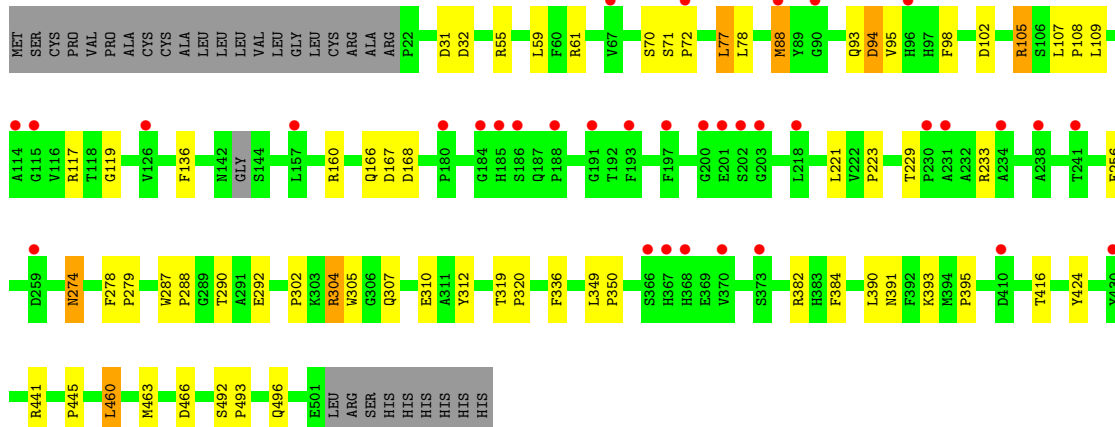 MET SER CYS PRO VAL PRO ALA CYS CYS ALA LEU LEU LEU VAL LEU GLY LEU CYS ARG ALA ARG P22 D31 D32 R55 L59 F60 R61 V67 S70 S71 P72 L77 L78 M88 Y89 G90 Q93 D94 V95 H96 H97 F98 D102 R105 S106 L107 P108 L109
A114 G115 V116 R117 T118 G119 V126 F136 N142 GLY S144 L157 R160 Q166 D167 D168 P180 G184 H185 S186 Q187 P188 G191 T192 F193 F197 G200 E201 S202 G203 L218 L221 V222 P223 T229 P230 A231 A232 R233 A234 A238 T241
D259 N274 F278 P279 W287 P288 G289 T290 A291 E292 P302 K303 R304 W305 G306 Q307 E310 A311 Y312 T319 P320 F336 L349 P350 S366 H367 H368 E369 V370 S373 R382 H383 F384 L390 N391 F392 K393 M394 P395 D410 T416 Y424
R441 P445 L460 M463 D466 S492 P493 Q496 E501 LEU ARG SER HIS HIS HIS HIS HIS HIS